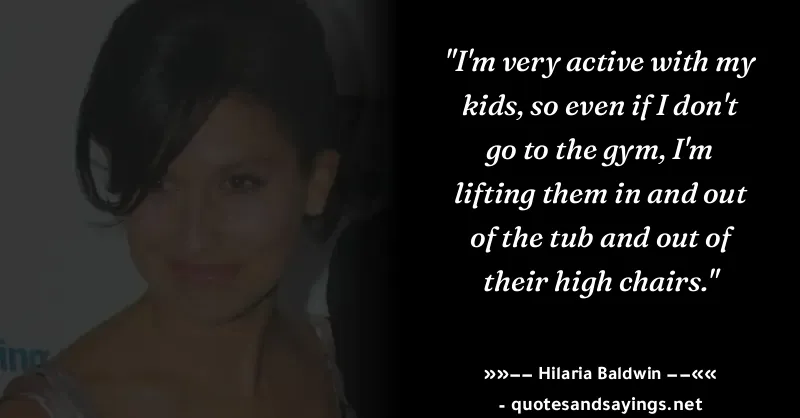 "I'm very active with my
kids, so even if I don't
go to the gym, I'm
lifting them in and out
of the tub and out of
their high chairs."
»»−− Hilaria Baldwin −−««
- quotesandsayings.net
ing